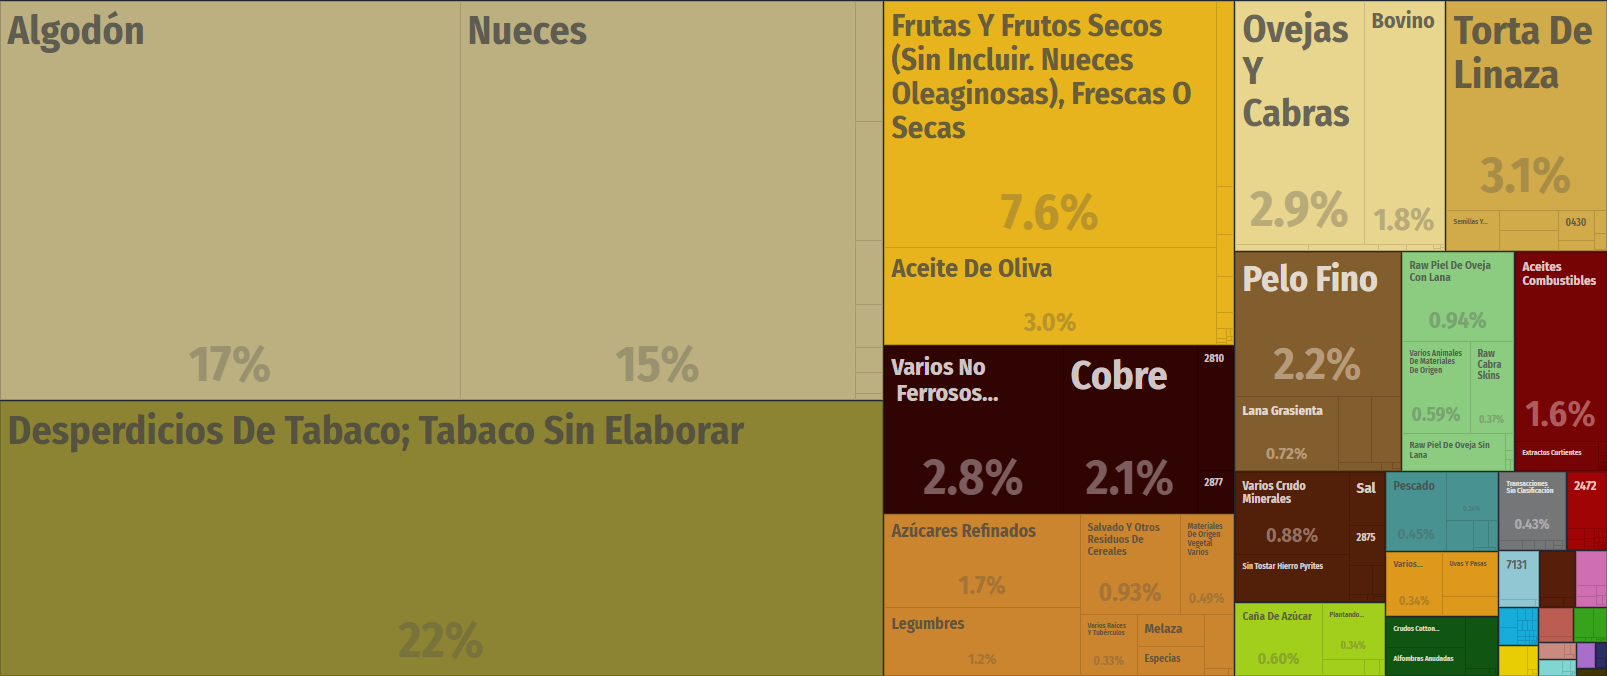 Algodón
17%
Nueces
15%
Desperdicios De Tabaco; Tabaco Sin Elaborar
22%
Frutas Y Frutos Secos
(Sin Incluir. Nueces
Oleaginosas), Frescas O
Secas
7.6%
Aceite De Oliva
3.0%
Varios No
Ferrosos...
2.8%
Cobre
2.1%
2810
2877
Azúcares Refinados
1.7%
Legumbres
1.2%
Salvado Y Otros
Residuos De
Cereales
0.93%
Materiales
De Origen
Vegetal
Varios
0.49%
Varios Raíces
Y Tubérculos
0.33%
Melaza
Especias
Ovejas
Y
Cabras
2.9%
Bovino
1.8%
Torta De
Linaza
3.1%
Semillas Y...
0430
Pelo Fino
2.2%
Lana Grasienta
0.72%
Raw Piel De Oveja
Con Lana
0.94%
Varios Animales
De Materiales
De Origen
0.59%
Raw
Cabra
Skins
0.37%
Raw Piel De Oveja Sin
Lana
Aceites
Combustibles
1.6%
Extractos Curtientes
Varios Crudo
Minerales
0.88%
Sal
2875
Sin Tostar Hierro Pyrites
Caña De Azúcar
0.60%
Plantando...
0.34%
Pescado
0.45%
Varios...
0.34%
Uvas Y Pasas
Crudos Cotton...
Alfombras Anudadas
Transacciones
Sin Clasificación
0.43%
2472
7131